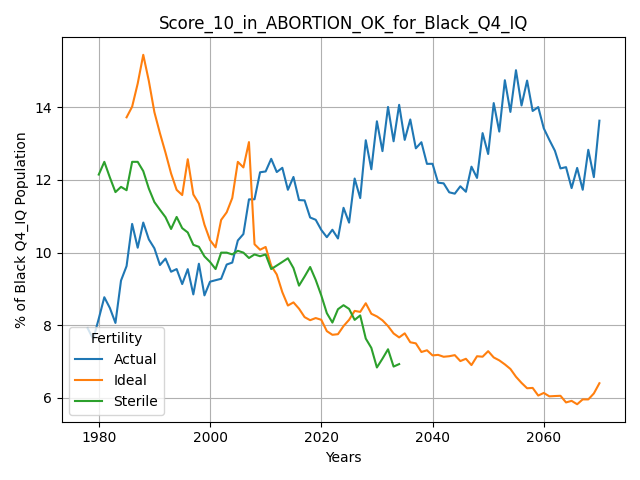 Score_10_in_ABORTION_OK_for_Black_Q4_IQ
% of Black Q4_IQ Population
14
12
10
8
6
Fertility
Actual
Ideal
Sterile
1980
2000
2020
2040
2060
Years